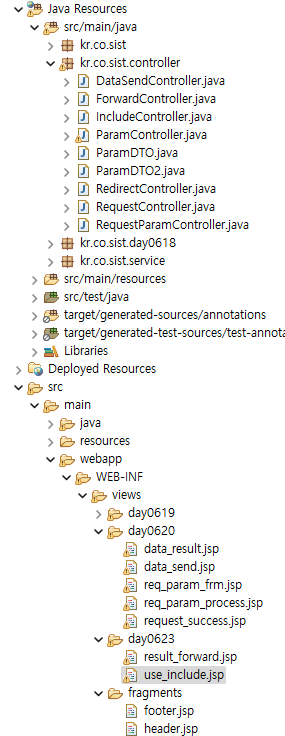 Java Resources
src/main/java
kr.co.sist
kr.co.sist.controller
DataSendController.java
ForwardController.java
IncludeController.java
ParamController.java
ParamDTO.java
ParamDTO2.java
RedirectController.java
RequestController.java
RequestParamController.java
kr.co.sist.day0618
kr.co.sist.service
src/main/resources
src/test/java
target/generated-sources/annotations
target/generated-test-sources/test-annota
Libraries
Deployed Resources
src
main
java
resources
webapp
WEB-INF
views
day0619
day0620
data_result.jsp
data_send.jsp
req_param_frm.jsp
req_param_process.jsp
request_success.jsp
day0623
result_forward.jsp
use_include.jsp
fragments
footer.jsp
header.jsp